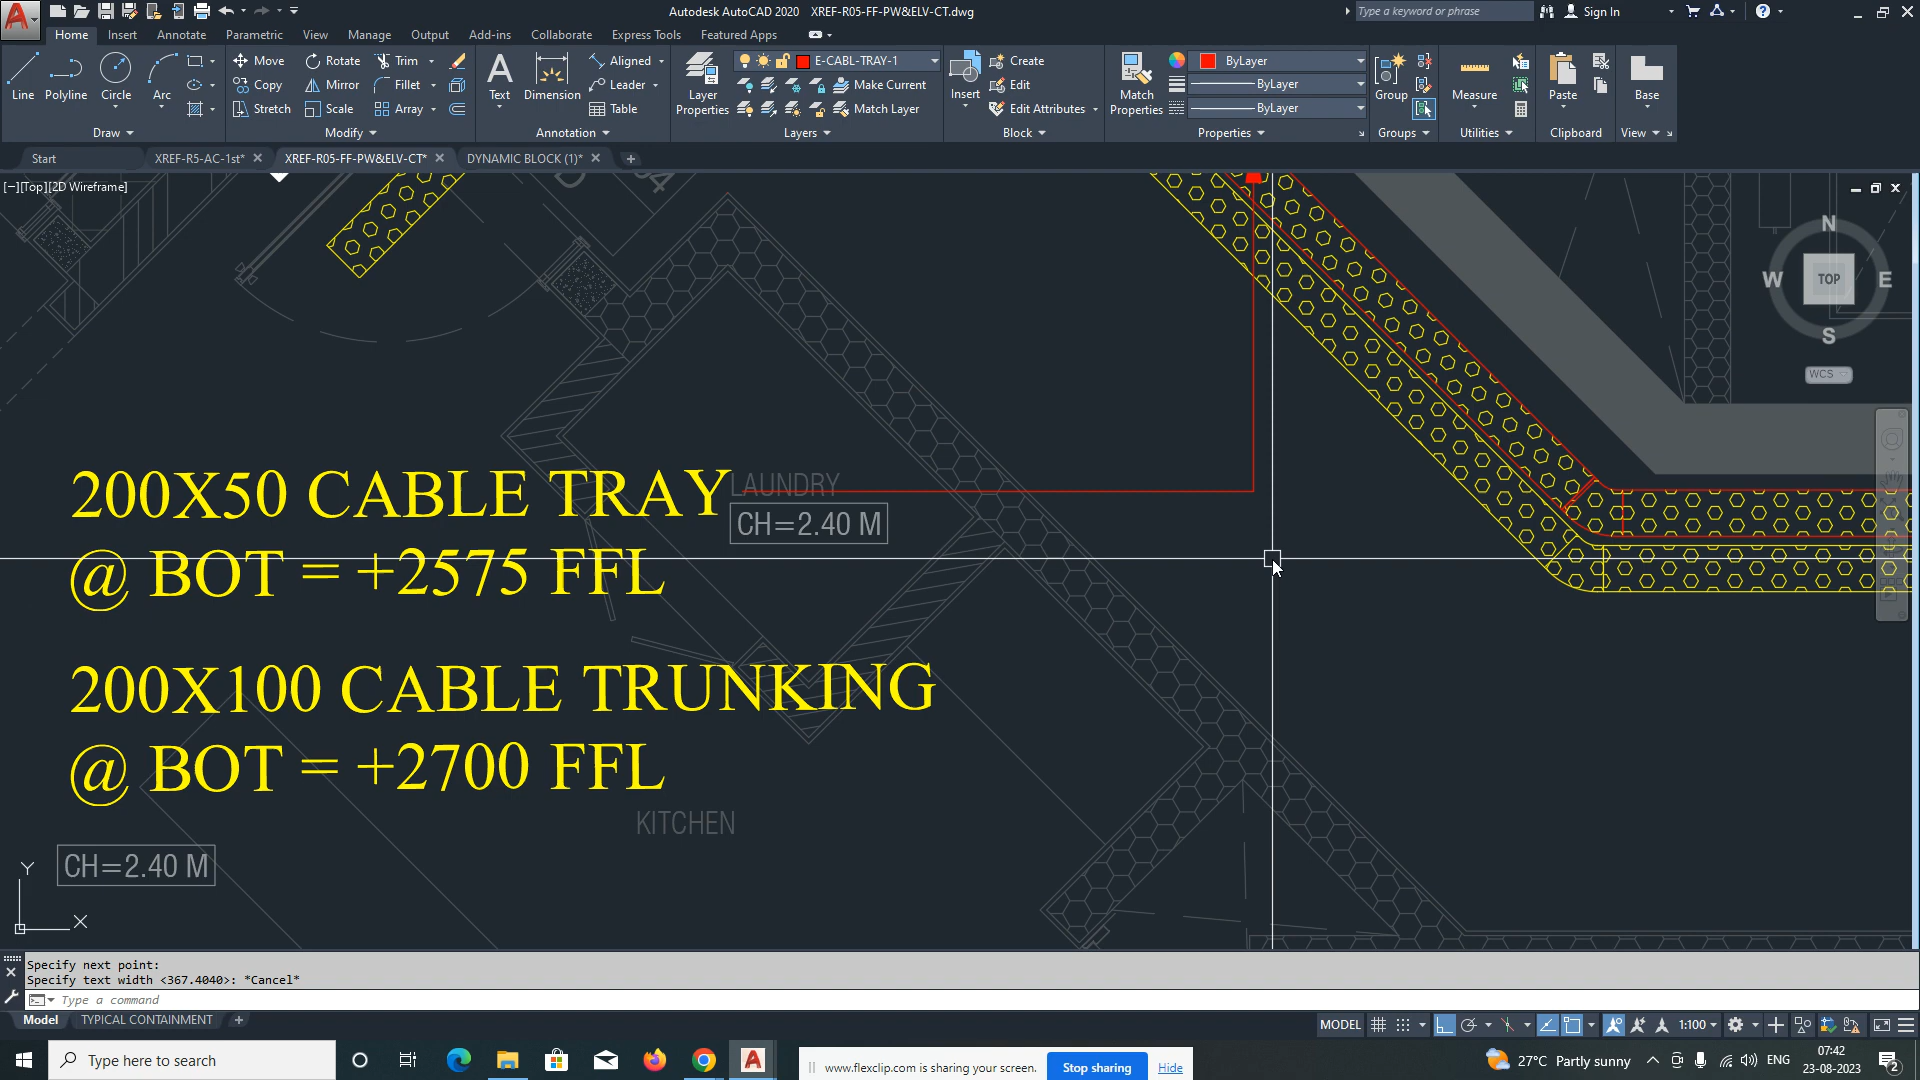 Autodesk AutoCAD 2020 XREF-R05-FF-PW&ELV-CT.dwg
Type a keyword or phrase
Sign In
Home Insert Annotate Parametric View Manage Output Add-ins Collaborate Express Tools Featured Apps
Line Polyline Circle Arc
Move Rotate Trim
Copy Mirror Fillet
Stretch Scale Array
Text Dimension
Aligned
Leader
Table
Layer Properties
E-CABL-TRAY-1
Make Current
Match Layer
Insert
Create
Edit
Edit Attributes
Match Properties
ByLayer
ByLayer
ByLayer
Group
Measure
Paste
Base
Draw Modify Annotation Layers Block Properties Groups Utilities Clipboard View
Start XREF-R5-AC-1st* XREF-R05-FF-PW&ELV-CT* DYNAMIC BLOCK (1)*
[−][Top][2D Wireframe]
N
W TOP E
S
WCS
LAUNDRY
CH=2.40 M
200X50 CABLE TRAY
@ BOT = +2575 FFL
200X100 CABLE TRUNKING
@ BOT = +2700 FFL
KITCHEN
CH=2.40 M
Y
X
Specify next point:
Specify text width <367.4040>: *Cancel*
Type a command
Model TYPICAL CONTAINMENT
MODEL 1:100
Type here to search
www.flexclip.com is sharing your screen. Stop sharing Hide
27°C Partly sunny
ENG
07:42
23-08-2023
2